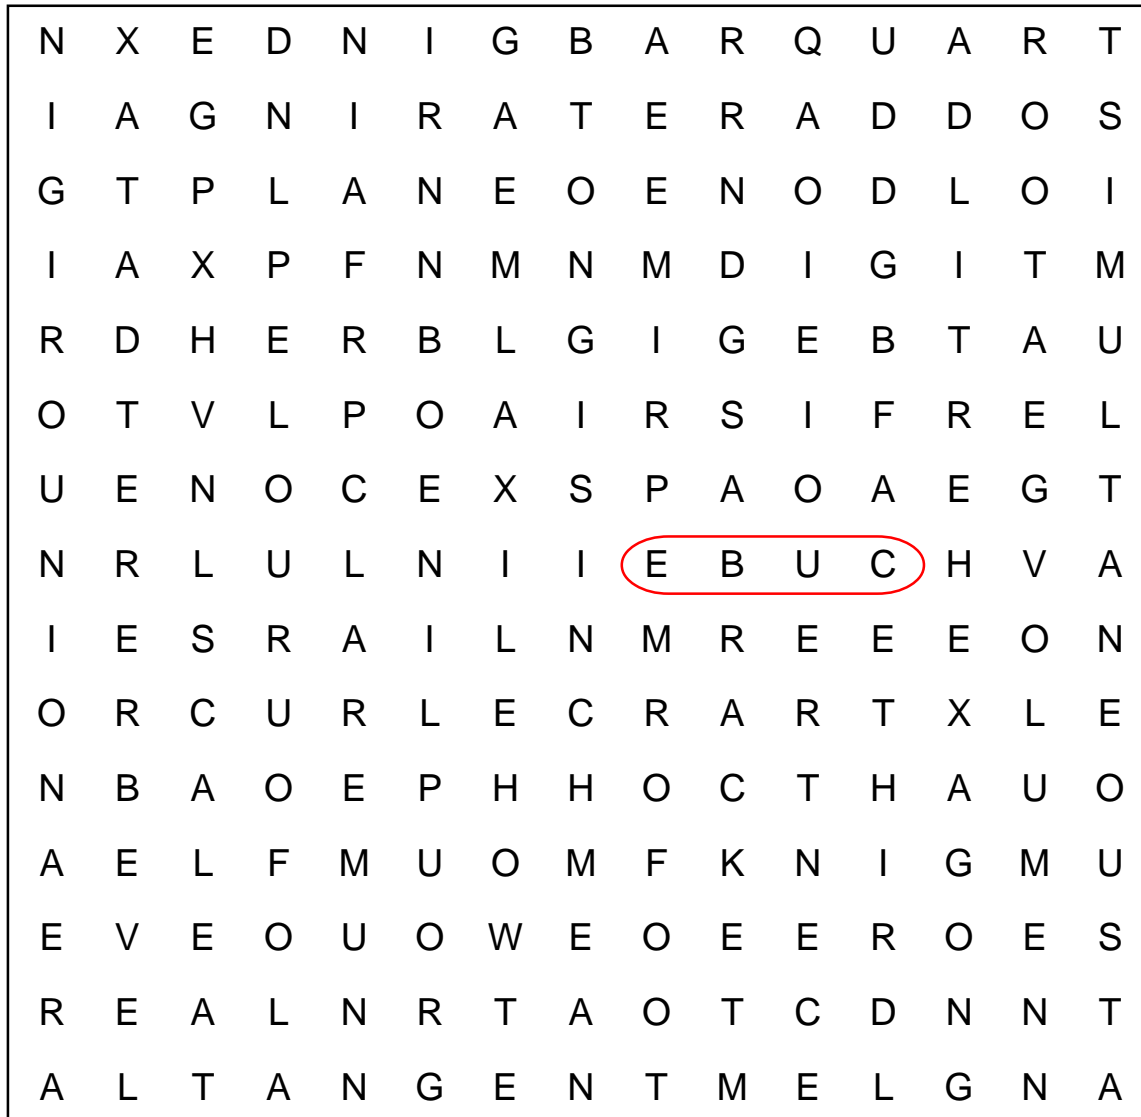 N X E D N I G B A R Q U A R T
I A G N I R A T E R A D D O S
G T P L A N E O E N O D L O I
I A X P F N M N M D I G I T M
R D H E R B L G I G E B T A U
O T V L P O A I R S I F R E L
U E N O C E X S P A O A E G T
N R L U L N I I E B U C H V A
I E S R A I L N M R E E E O N
O R C U R L E C R A R T X L E
N B A O E P H H O C T H A U O
A E L F M U O M F K N I G M U
E V E O U O W E O E E R O E S
R E A L N R T A O T C D N N T
A L T A N G E N T M E L G N A